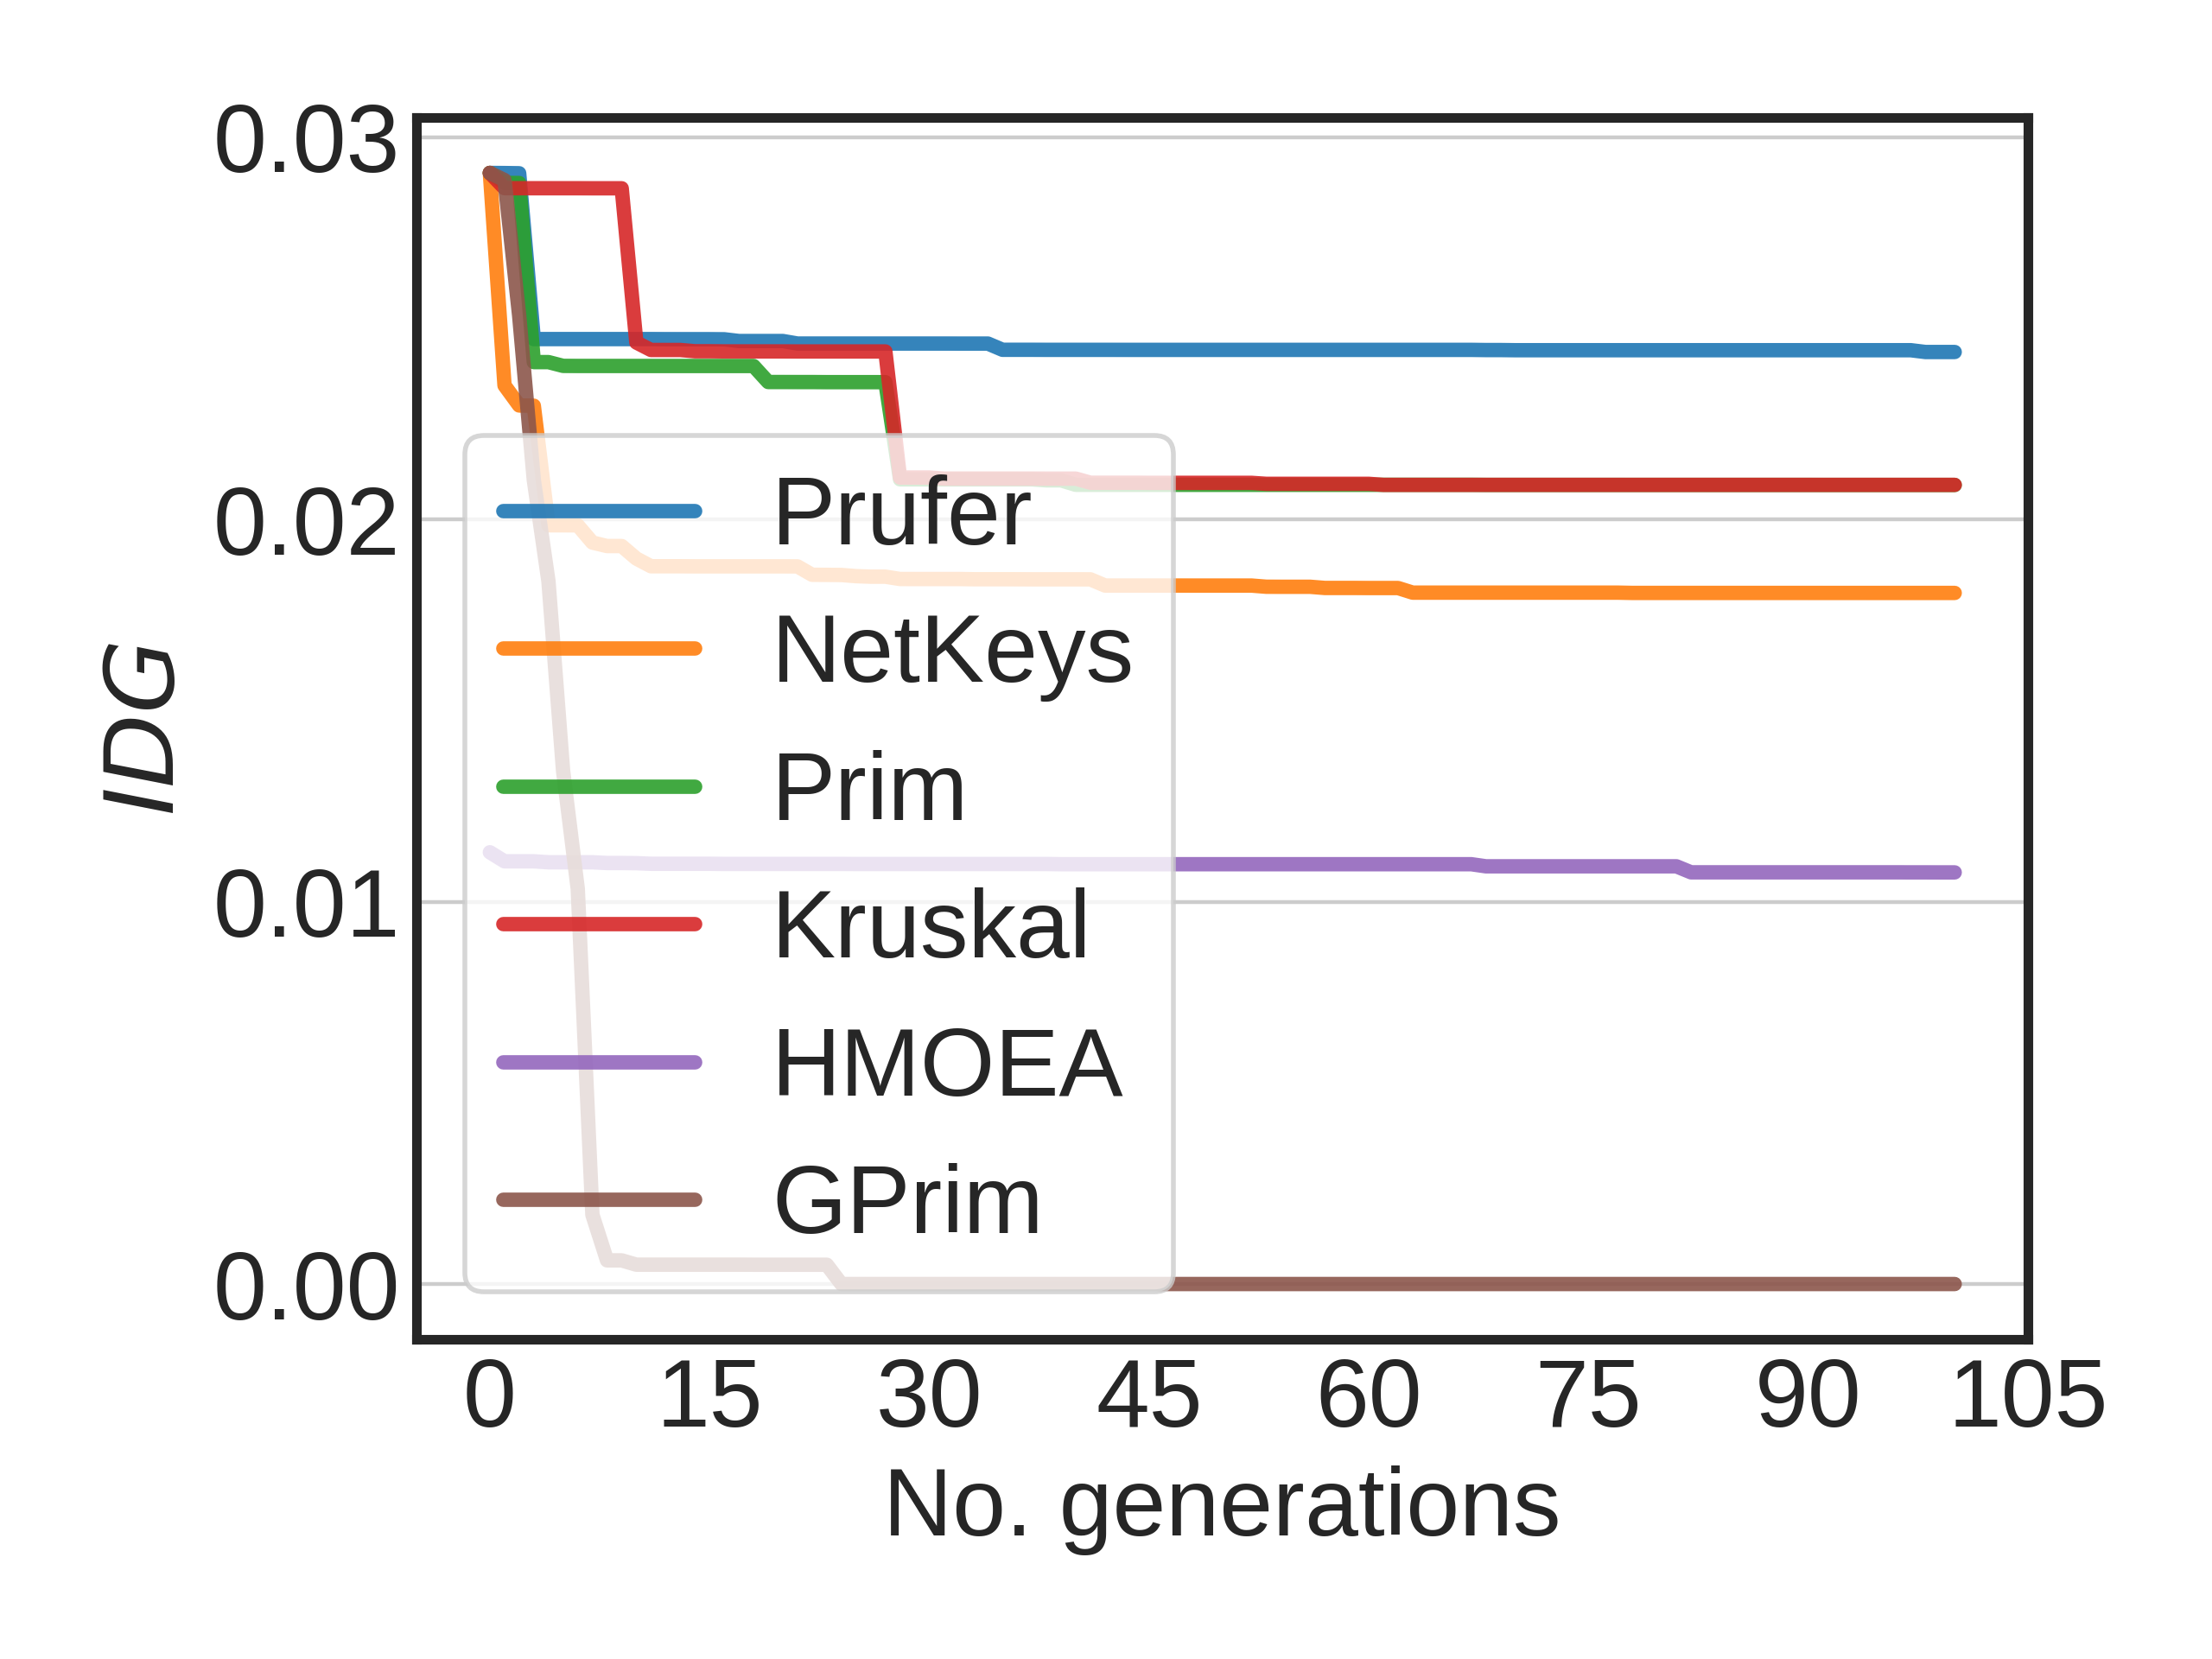 0.03
0.02
0.01
0.00
IDG
Prufer
NetKeys
Prim
Kruskal
HMOEA
GPrim
0 15 30 45 60 75 90 105
No. generations